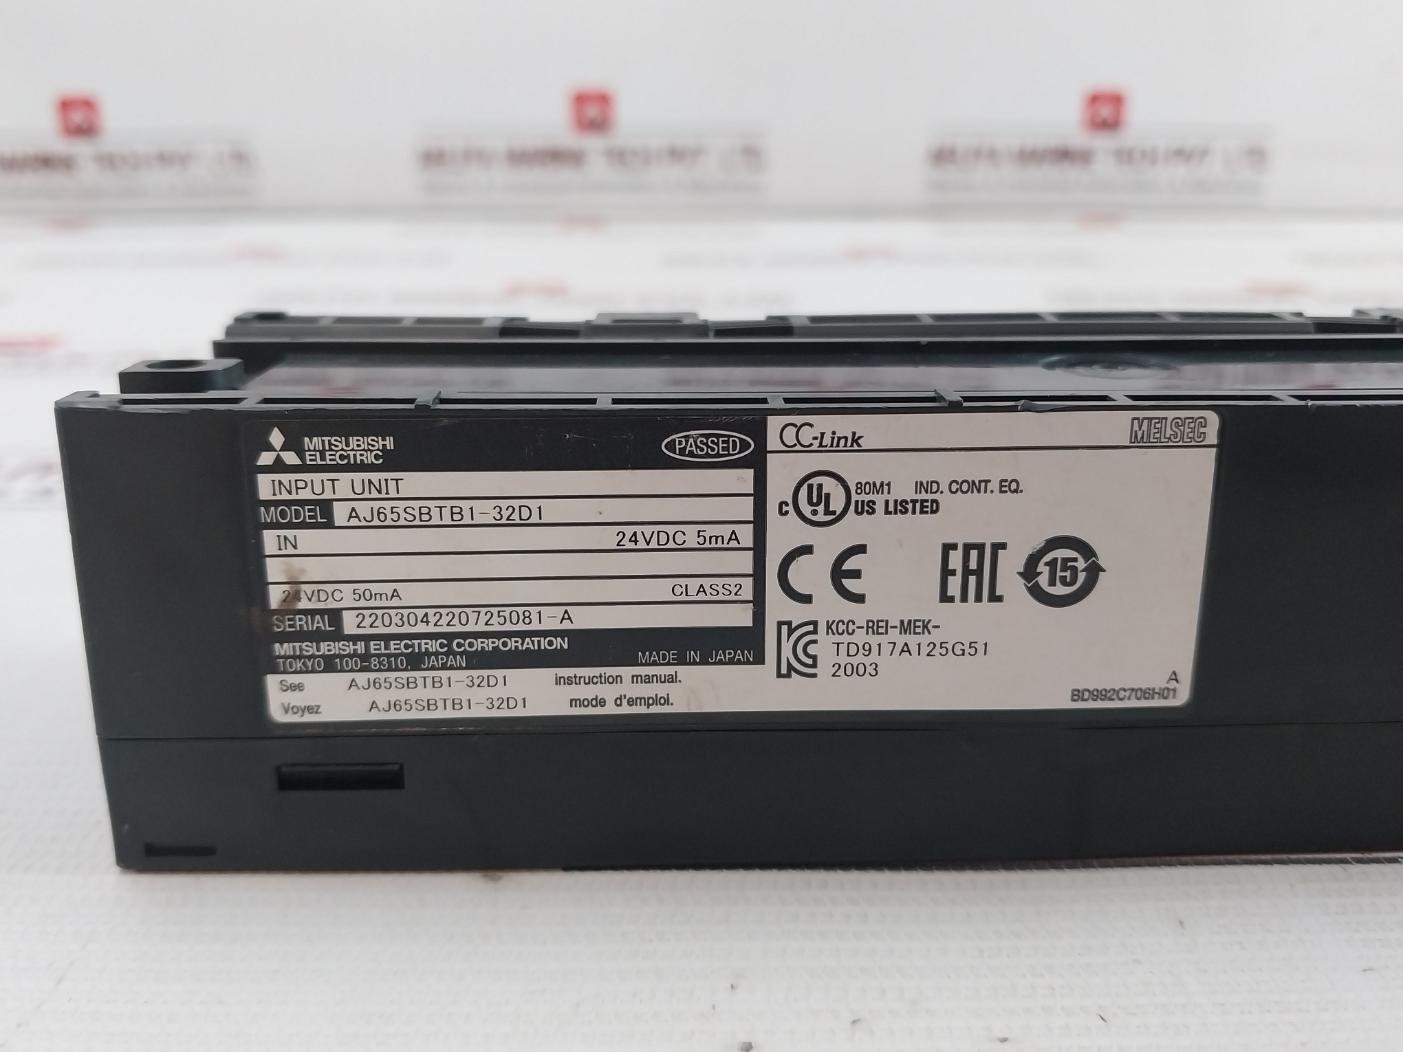 MITSUBISHI
ELECTRIC
PASSED
INPUT UNIT
MODEL AJ65SBTB1-32D1
IN 24VDC 5mA
24VDC 50mA CLASS2
SERIAL 220304220725081-A
MITSUBISHI ELECTRIC CORPORATION
TOKYO 100-8310, JAPAN MADE IN JAPAN
See AJ65SBTB1-32D1 instruction manual.
Voyez AJ65SBTB1-32D1 mode d'emploi.
CC-Link MELSEC
C UL US LISTED 80M1 IND. CONT. EQ.
CE EAC 15
KCC-REI-MEK-
TD917A125G51
2003
A
BD992C706H01